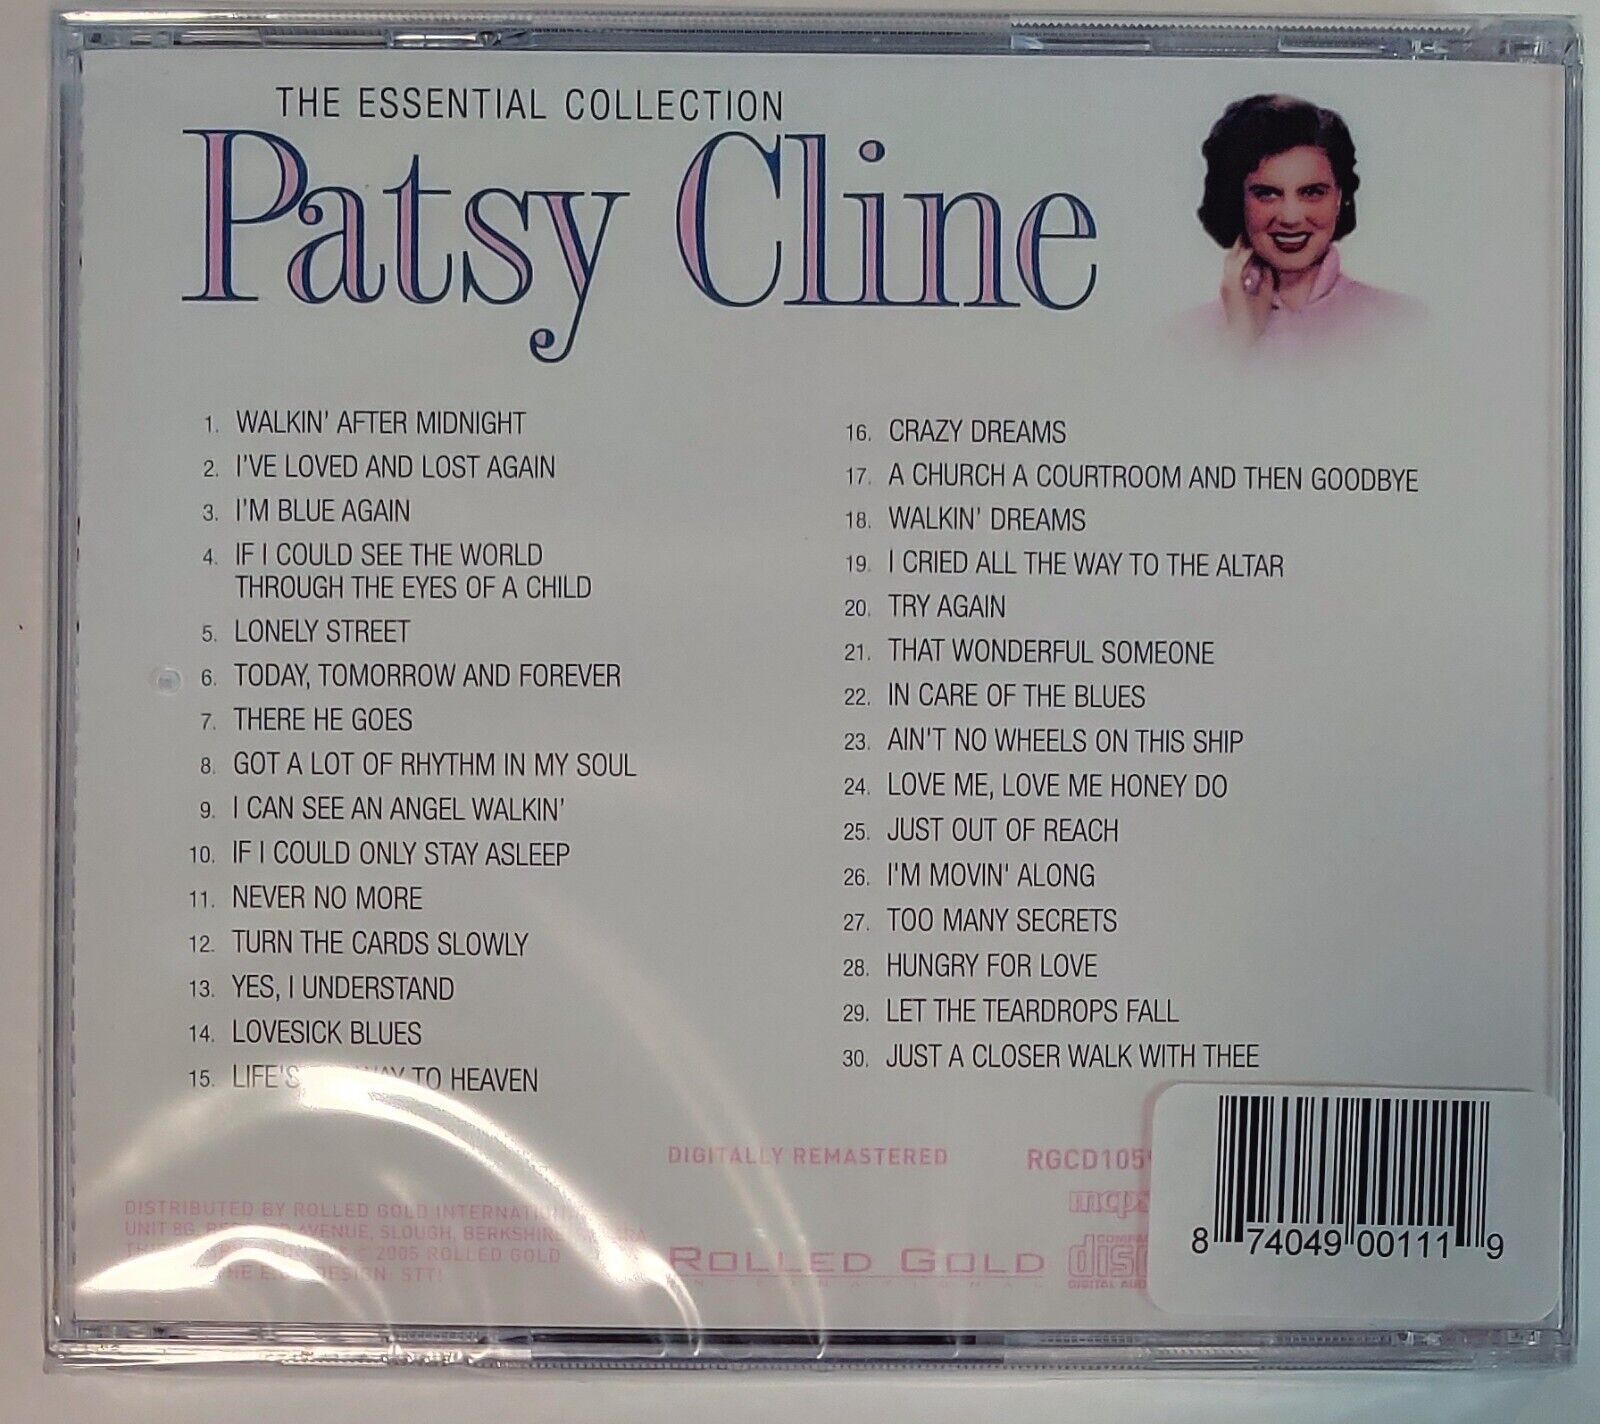 THE ESSENTIAL COLLECTION
Patsy Cline
1. WALKIN' AFTER MIDNIGHT
2. I'VE LOVED AND LOST AGAIN
3. I'M BLUE AGAIN
4. IF I COULD SEE THE WORLD
THROUGH THE EYES OF A CHILD
5. LONELY STREET
6. TODAY, TOMORROW AND FOREVER
7. THERE HE GOES
8. GOT A LOT OF RHYTHM IN MY SOUL
9. I CAN SEE AN ANGEL WALKIN'
10. IF I COULD ONLY STAY ASLEEP
11. NEVER NO MORE
12. TURN THE CARDS SLOWLY
13. YES, I UNDERSTAND
14. LOVESICK BLUES
15. LIFE'S TO HEAVEN
16. CRAZY DREAMS
17. A CHURCH A COURTROOM AND THEN GOODBYE
18. WALKIN' DREAMS
19. I CRIED ALL THE WAY TO THE ALTAR
20. TRY AGAIN
21. THAT WONDERFUL SOMEONE
22. IN CARE OF THE BLUES
23. AIN'T NO WHEELS ON THIS SHIP
24. LOVE ME, LOVE ME HONEY DO
25. JUST OUT OF REACH
26. I'M MOVIN' ALONG
27. TOO MANY SECRETS
28. HUNGRY FOR LOVE
29. LET THE TEARDROPS FALL
30. JUST A CLOSER WALK WITH THEE
DIGITALLY REMASTERED
RGCD105
mcps
DISTRIBUTED BY ROLLED GOLD
UNIT 8G, AVENUE, SLOUGH,
© 2005 ROLLED GOLD
DESIGN: STTI
ROLLED GOLD
INTERNATIONAL
8 74049 00111 9